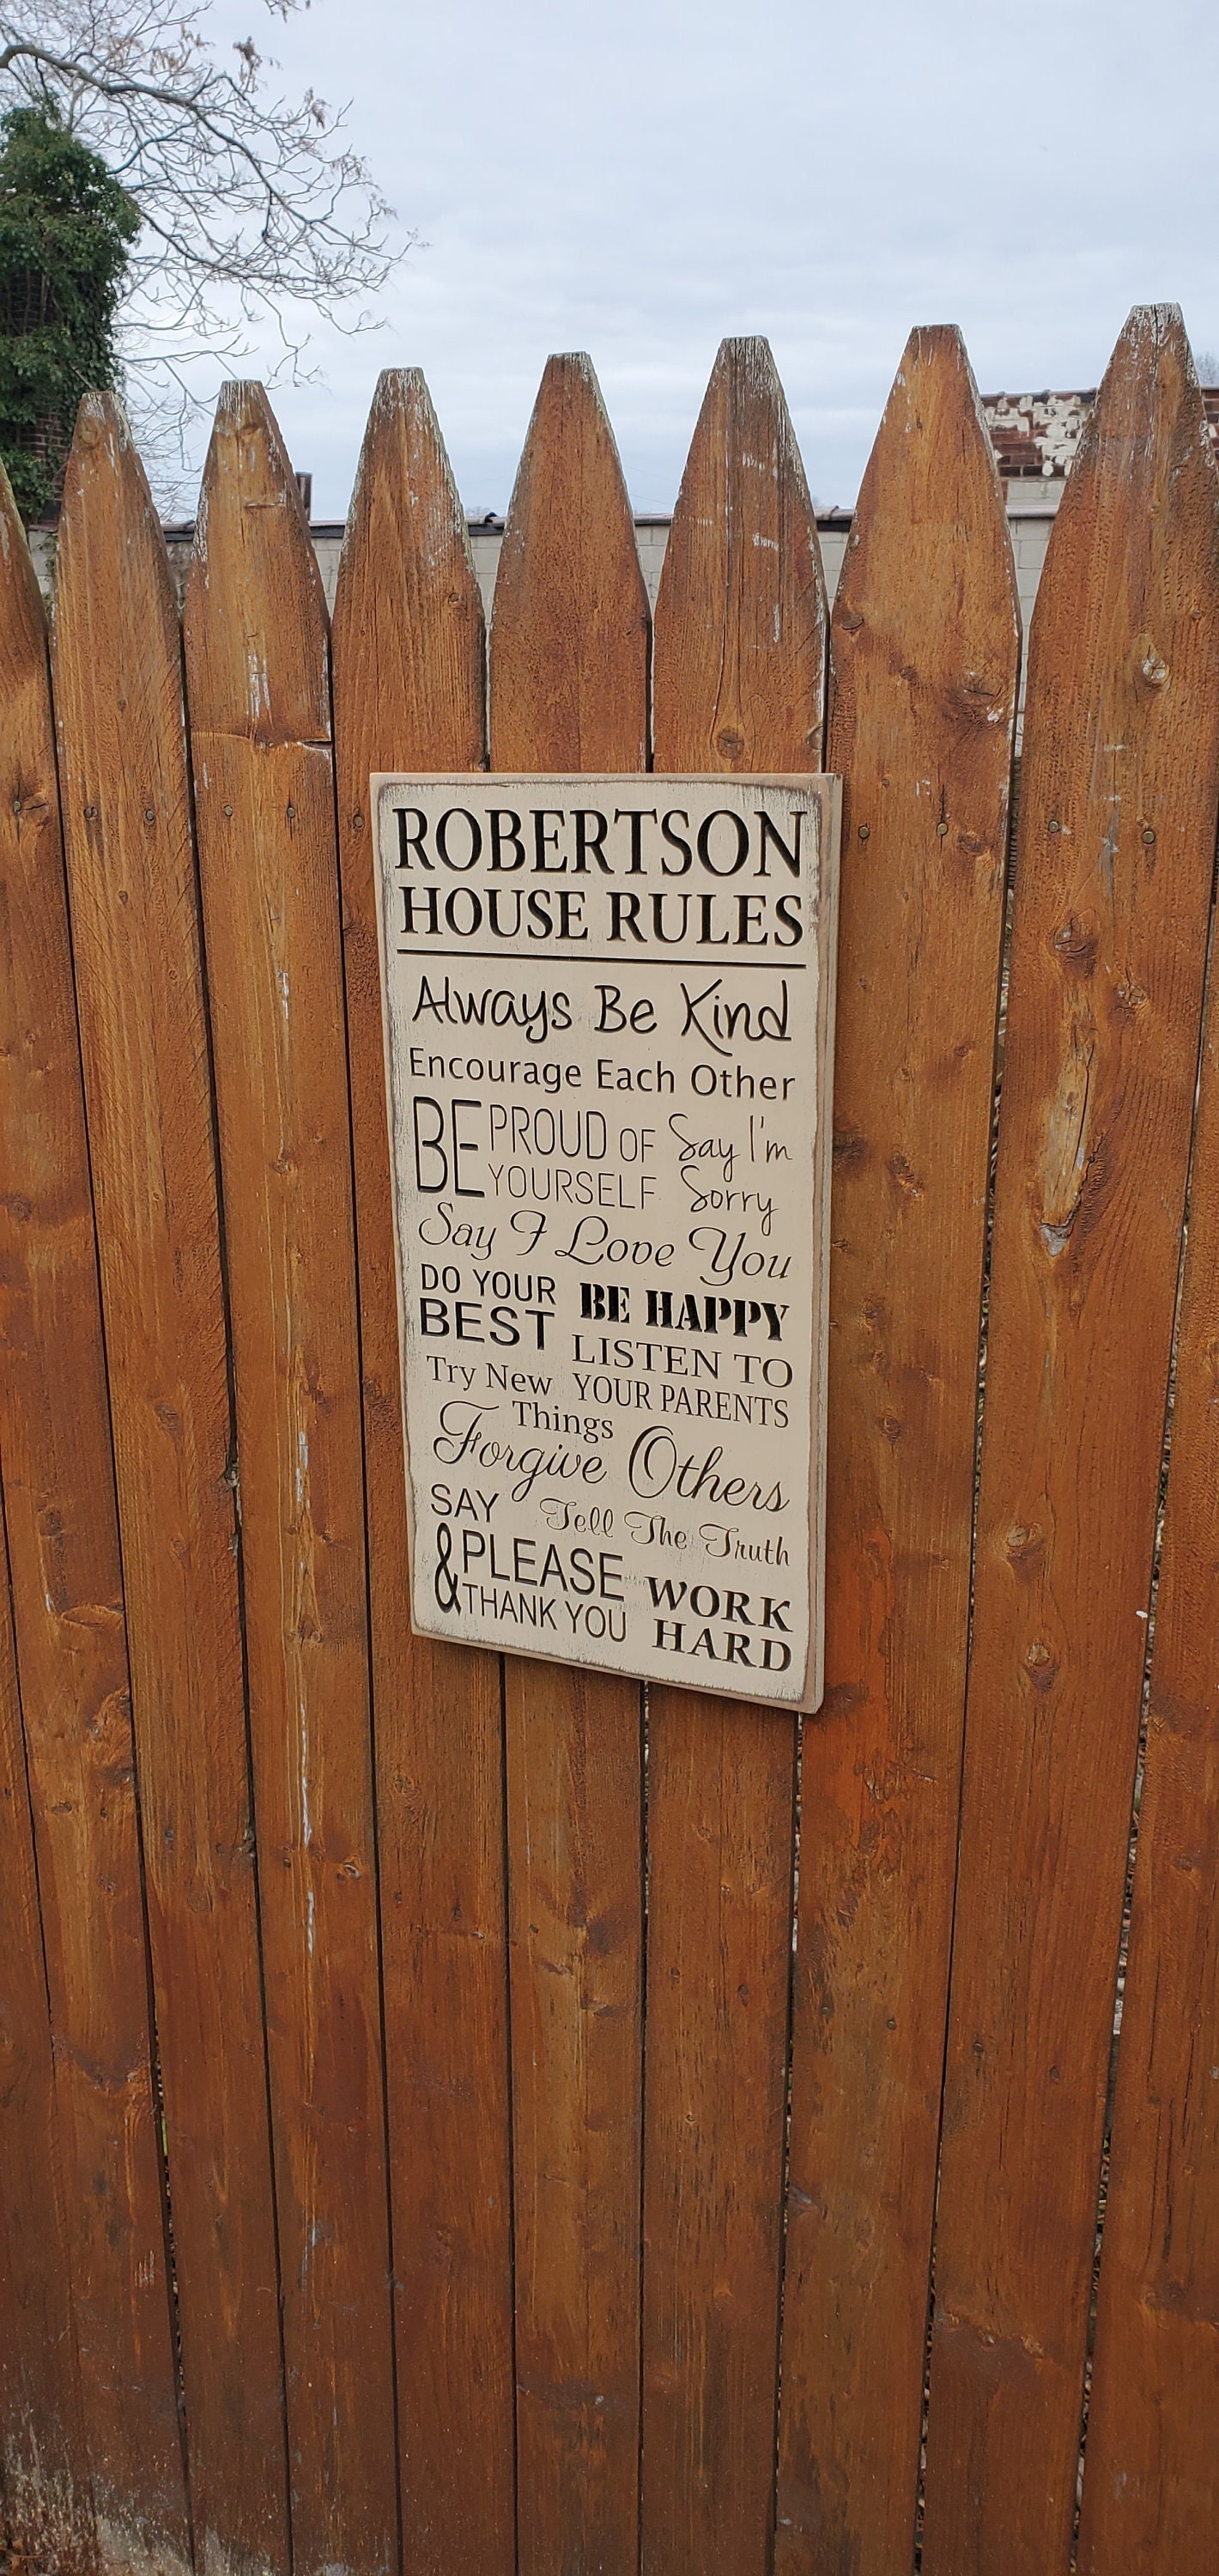 ROBERTSON
HOUSE RULES
Always Be Kind
Encourage Each Other
BE PROUD OF
YOURSELF
Say I'm
Sorry
Say I Love You
DO YOUR
BEST
BE HAPPY
LISTEN TO
YOUR PARENTS
Try New
Things
Forgive Others
SAY
PLEASE
& THANK YOU
Tell The Truth
WORK
HARD